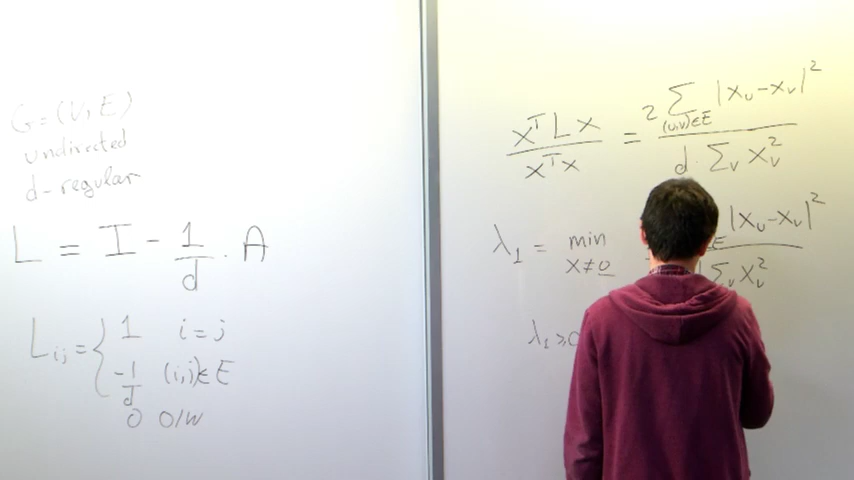 G=(V,E)
undirected
d-regular
L = I - 1/d · A
L_ij = { 1 i=j
-1/d (i,j)∈E
0 O/W
x^T L x / x^T x = 2 Σ_(u,v)∈E |x_u-x_v|^2 / d · Σ_v x_v^2
λ_1 = min_{x≠0} |x_u-x_v|^2 / Σ_v x_v^2
λ_1 ≥ 0